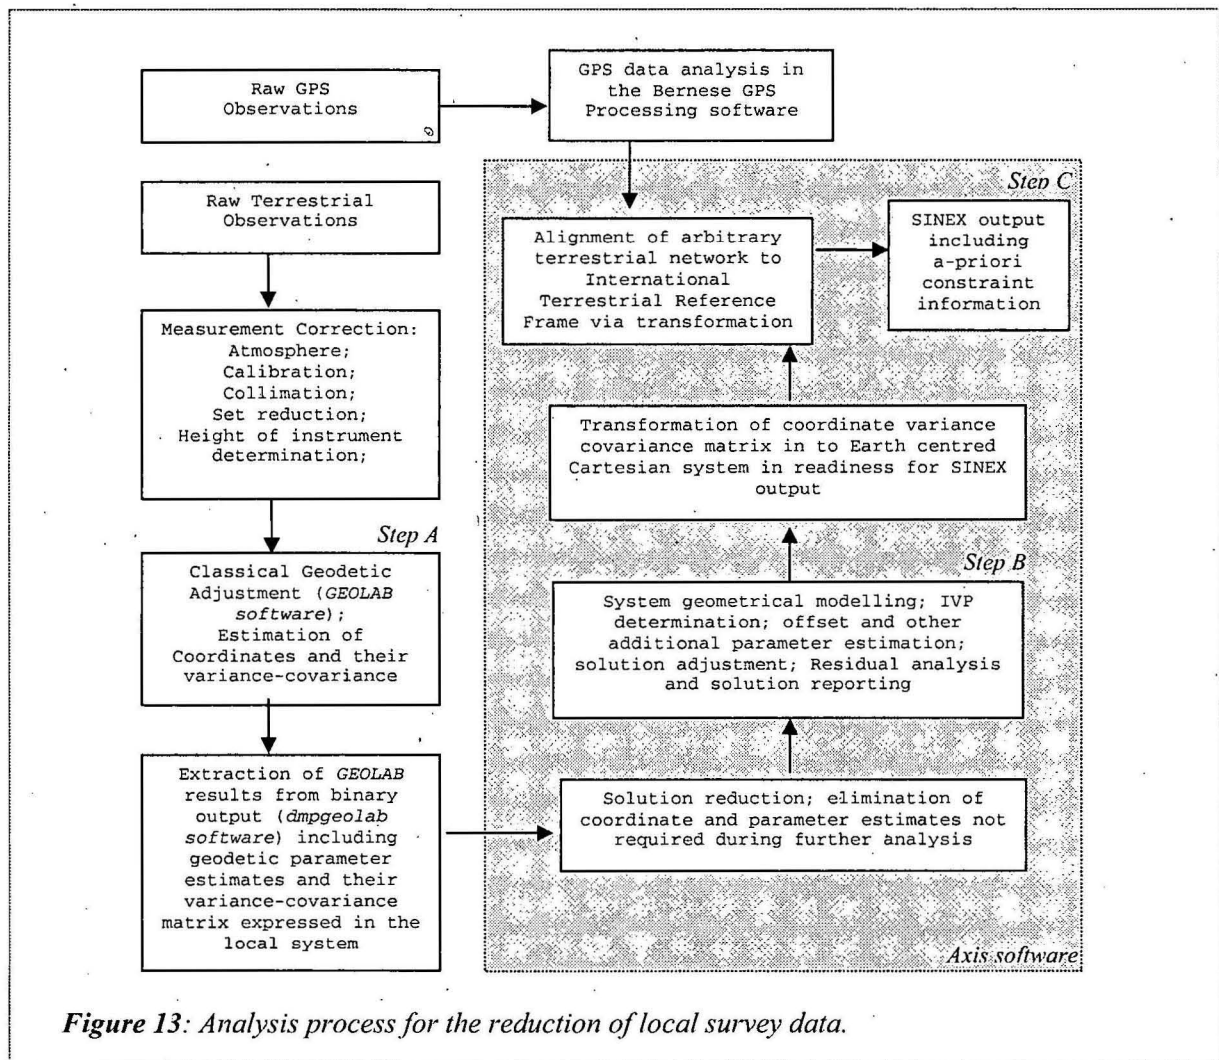 Raw GPS
Observations
GPS data analysis in
the Bernese GPS
Processing software
Raw Terrestrial
Observations
Measurement Correction:
Atmosphere;
Calibration;
Collimation;
Set reduction;
Height of instrument
determination;
Step A
Classical Geodetic
Adjustment (GEOLAB
software);
Estimation of
Coordinates and their
variance-covariance
Extraction of GEOLAB
results from binary
output (dmpgeolab
software) including
geodetic parameter
estimates and their
variance-covariance
matrix expressed in the
local system
Step C
Alignment of arbitrary
terrestrial network to
International
Terrestrial Reference
Frame via transformation
SINEX output
including
a-priori
constraint
information
Transformation of coordinate variance
covariance matrix in to Earth centred
Cartesian system in readiness for SINEX
output
Step B
System geometrical modelling; IVP
determination; offset and other
additional parameter estimation;
solution adjustment; Residual analysis
and solution reporting
Solution reduction; elimination of
coordinate and parameter estimates not
required during further analysis
Axis software
Figure 13: Analysis process for the reduction of local survey data.